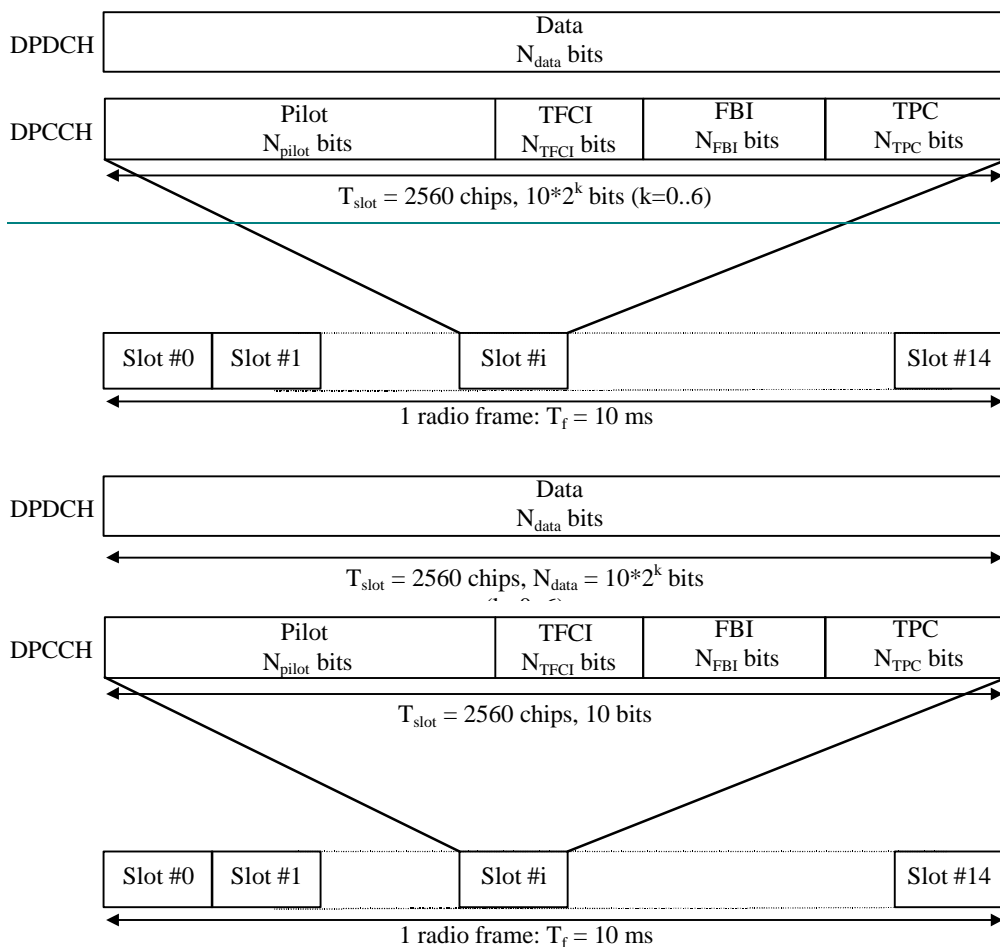 DPDCH
Data
N_data bits
DPCCH
Pilot
N_pilot bits
TFCI
N_TFCI bits
FBI
N_FBI bits
TPC
N_TPC bits
T_slot = 2560 chips, 10*2^k bits (k=0..6)
Slot #0 Slot #1 Slot #i Slot #14
1 radio frame: T_f = 10 ms
DPDCH
Data
N_data bits
T_slot = 2560 chips, N_data = 10*2^k bits
DPCCH
Pilot
N_pilot bits
TFCI
N_TFCI bits
FBI
N_FBI bits
TPC
N_TPC bits
T_slot = 2560 chips, 10 bits
Slot #0 Slot #1 Slot #i Slot #14
1 radio frame: T_f = 10 ms